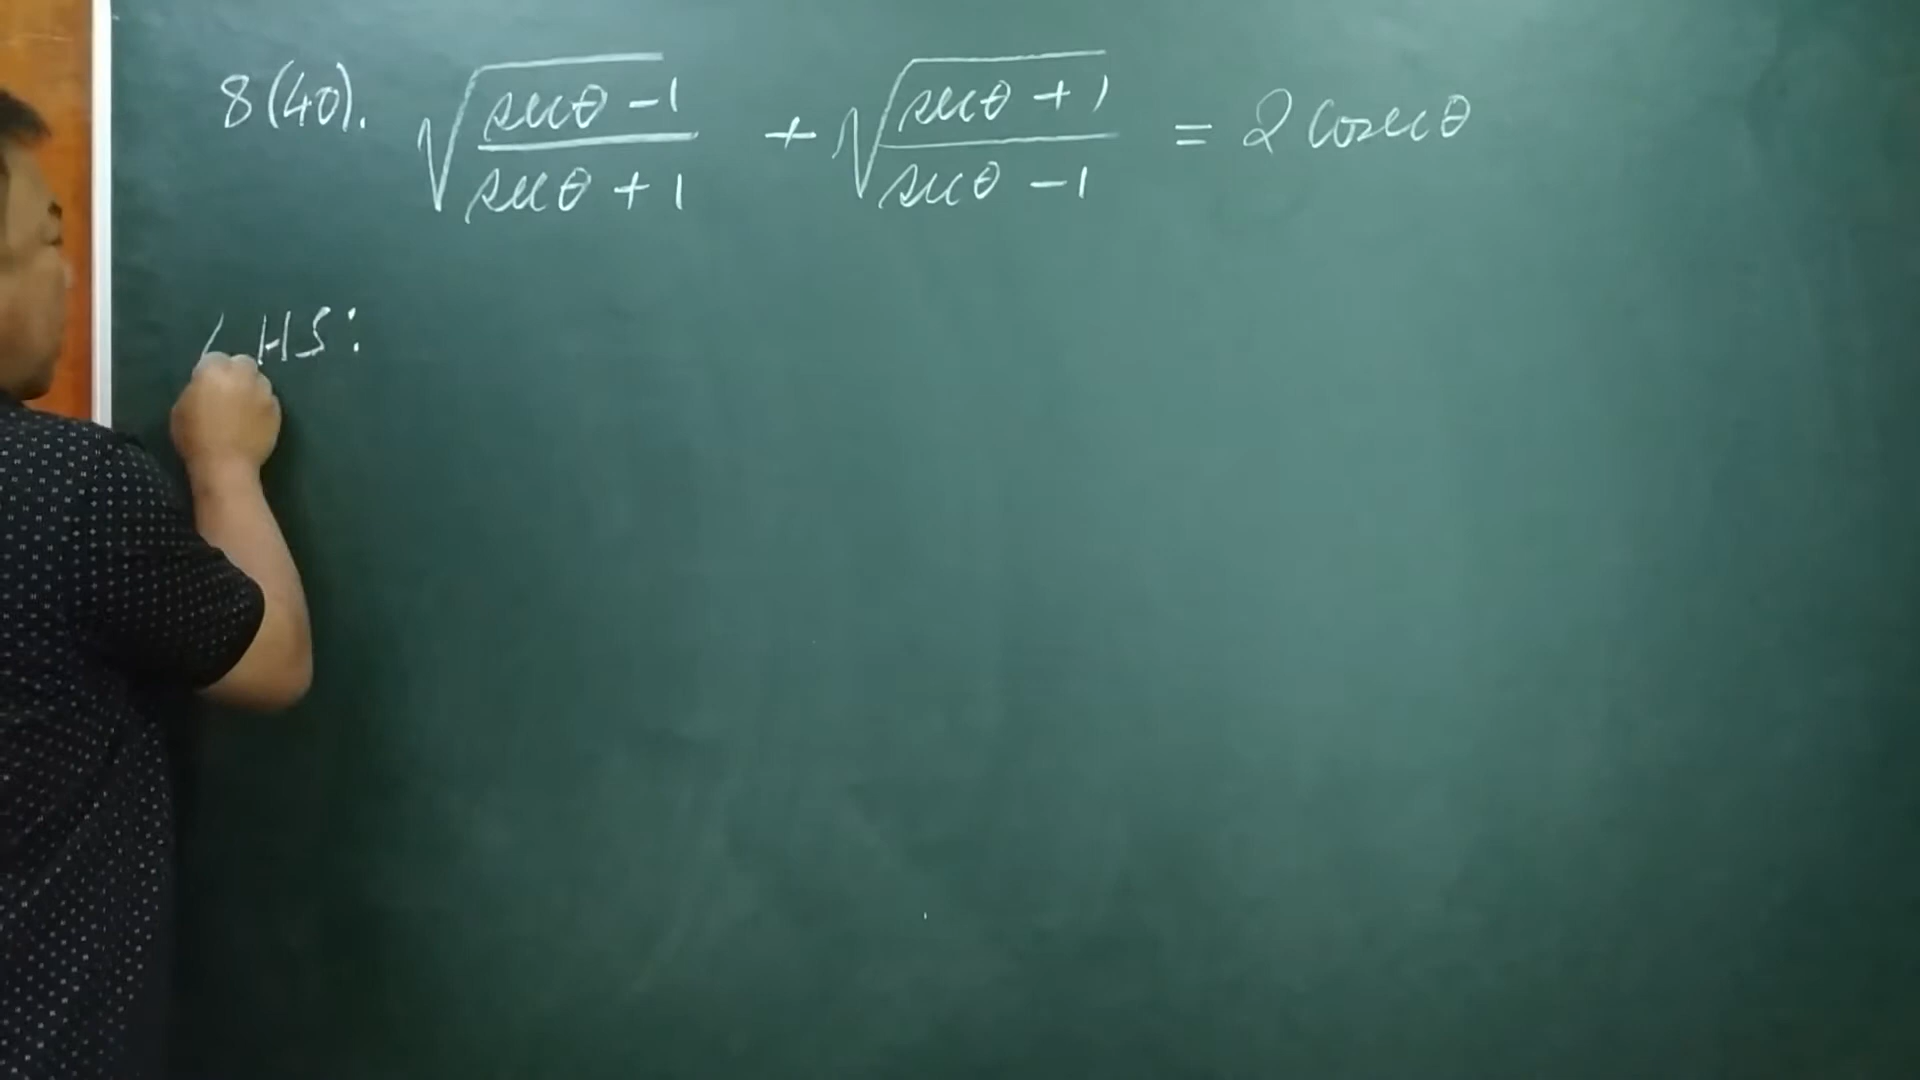 8(40). √((secθ - 1)/(secθ + 1)) + √((secθ + 1)/(secθ - 1)) = 2 cosecθ
LHS: